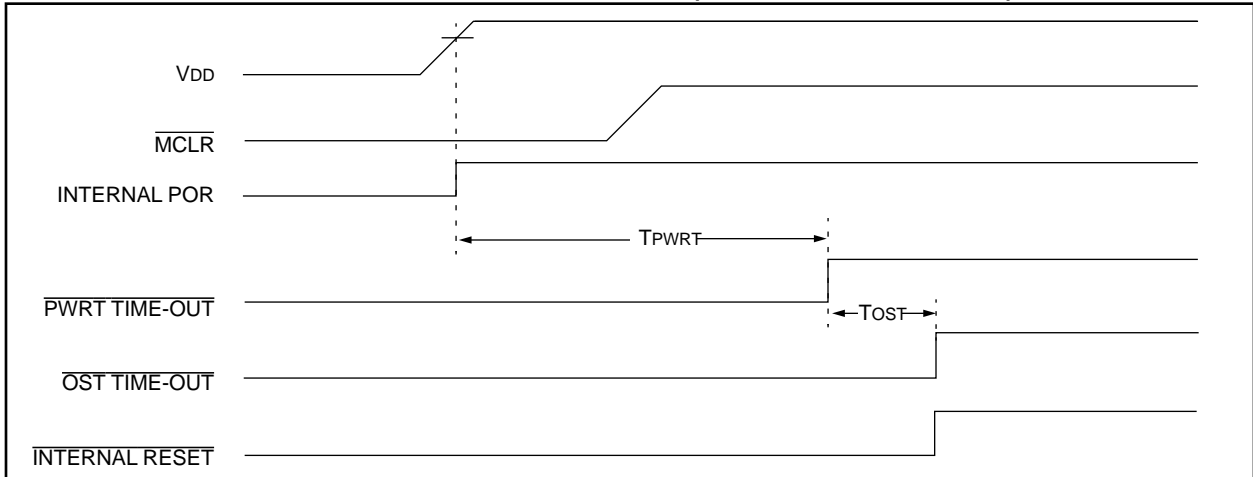 VDD
MCLR
INTERNAL POR
TPWRT
PWRT TIME-OUT
TOST
OST TIME-OUT
INTERNAL RESET